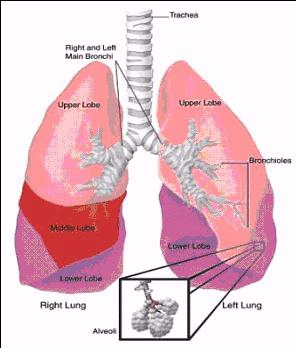 Trachea
Right and Left
Main Bronchi
Upper Lobe
Upper Lobe
Bronchioles
Middle Lobe
Lower Lobe
Lower Lobe
Right Lung
Left Lung
Alveoli